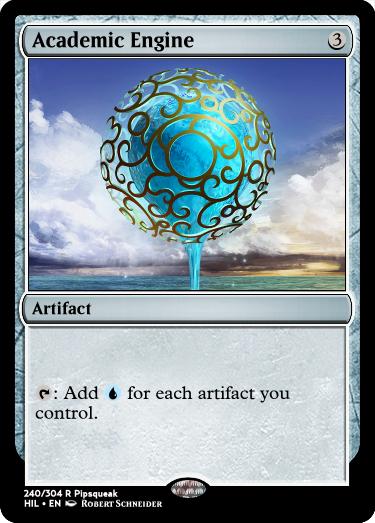 Academic Engine 3
Artifact
: Add for each artifact you
control.
240/304 R Pipsqueak
HIL • EN Robert Schneider